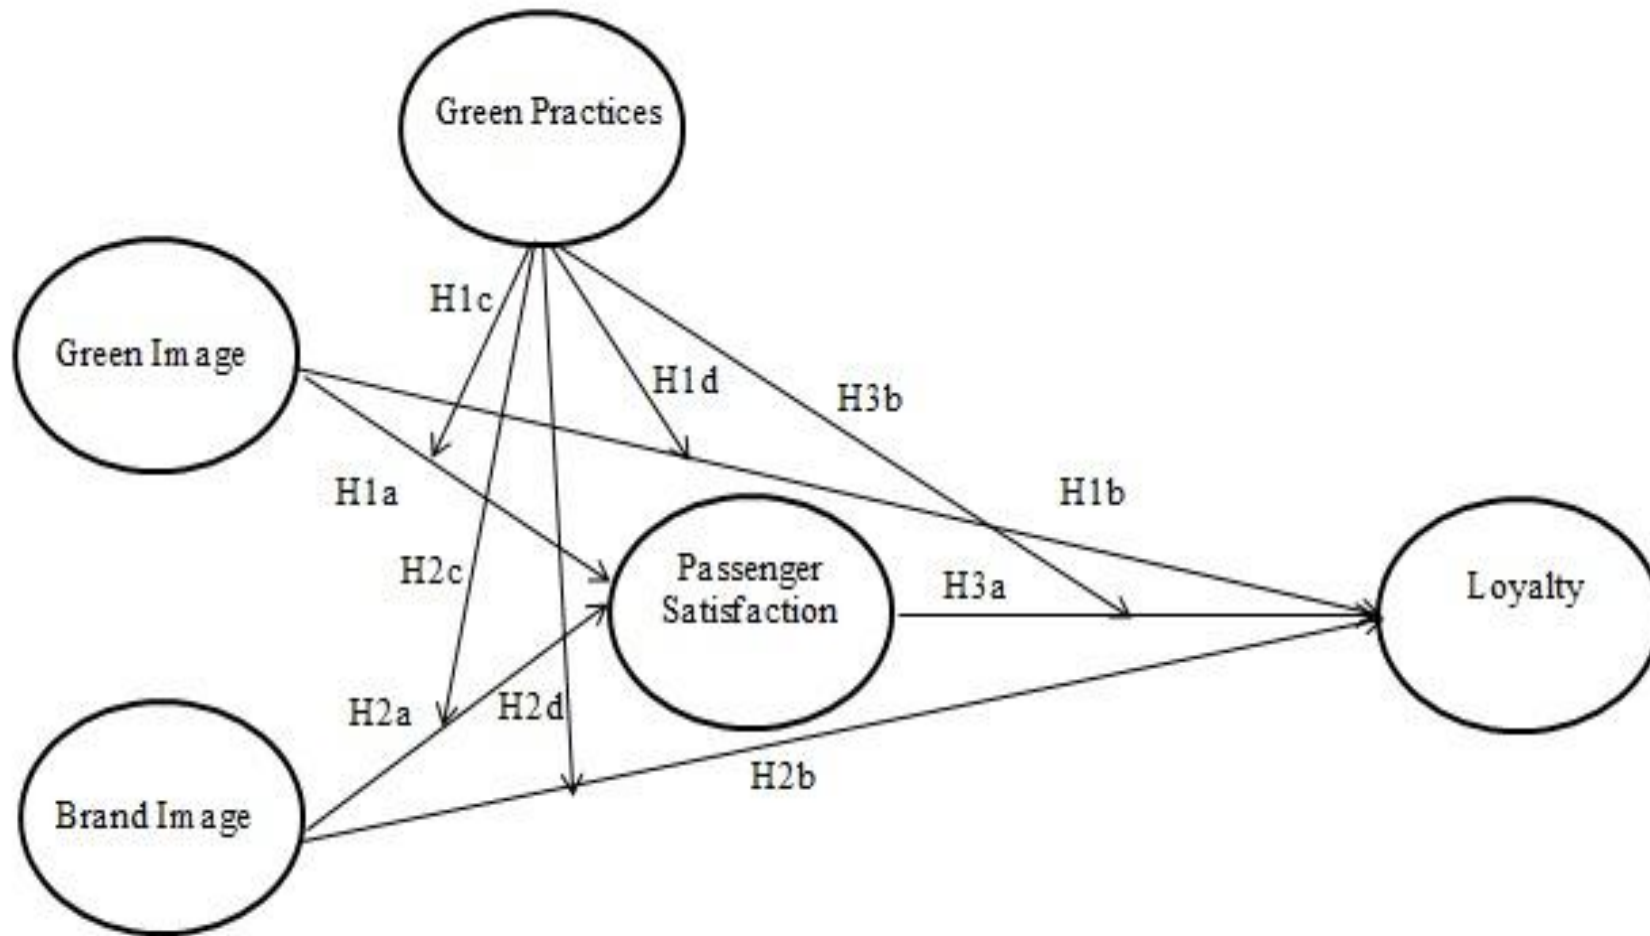 Green Practices
H1c
Green Image
H1d
H3b
H1a
H1b
H2c
Passenger
Satisfaction
H3a
Loyalty
H2a
H2d
H2b
Brand Image